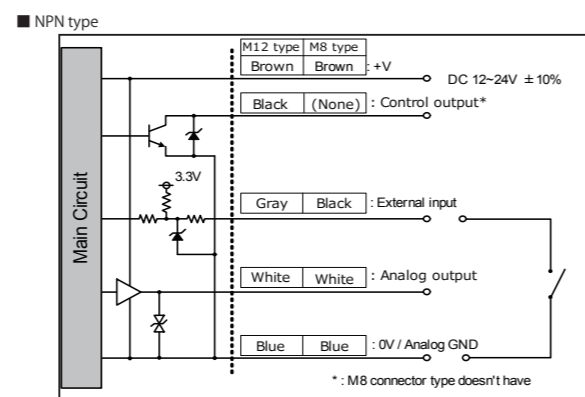 ■ NPN type
M12 type M8 type
Brown Brown : +V
DC 12~24V ±10%
Black (None) : Control output*
3.3V
Main Circuit
Gray Black : External input
White White : Analog output
Blue Blue : 0V / Analog GND
* : M8 connector type doesn't have